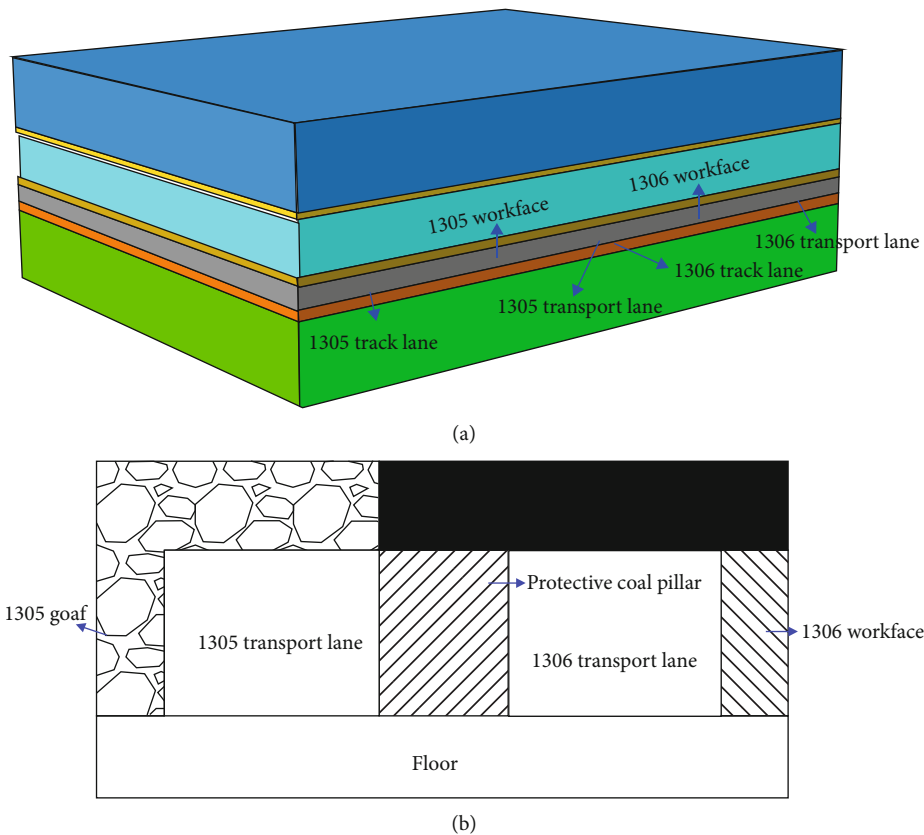 1306 workface
1305 workface
1306 transport lane
1306 track lane
1305 transport lane
1305 track lane
(a)
Protective coal pillar
1305 goaf
1305 transport lane
1306 transport lane
1306 workface
Floor
(b)